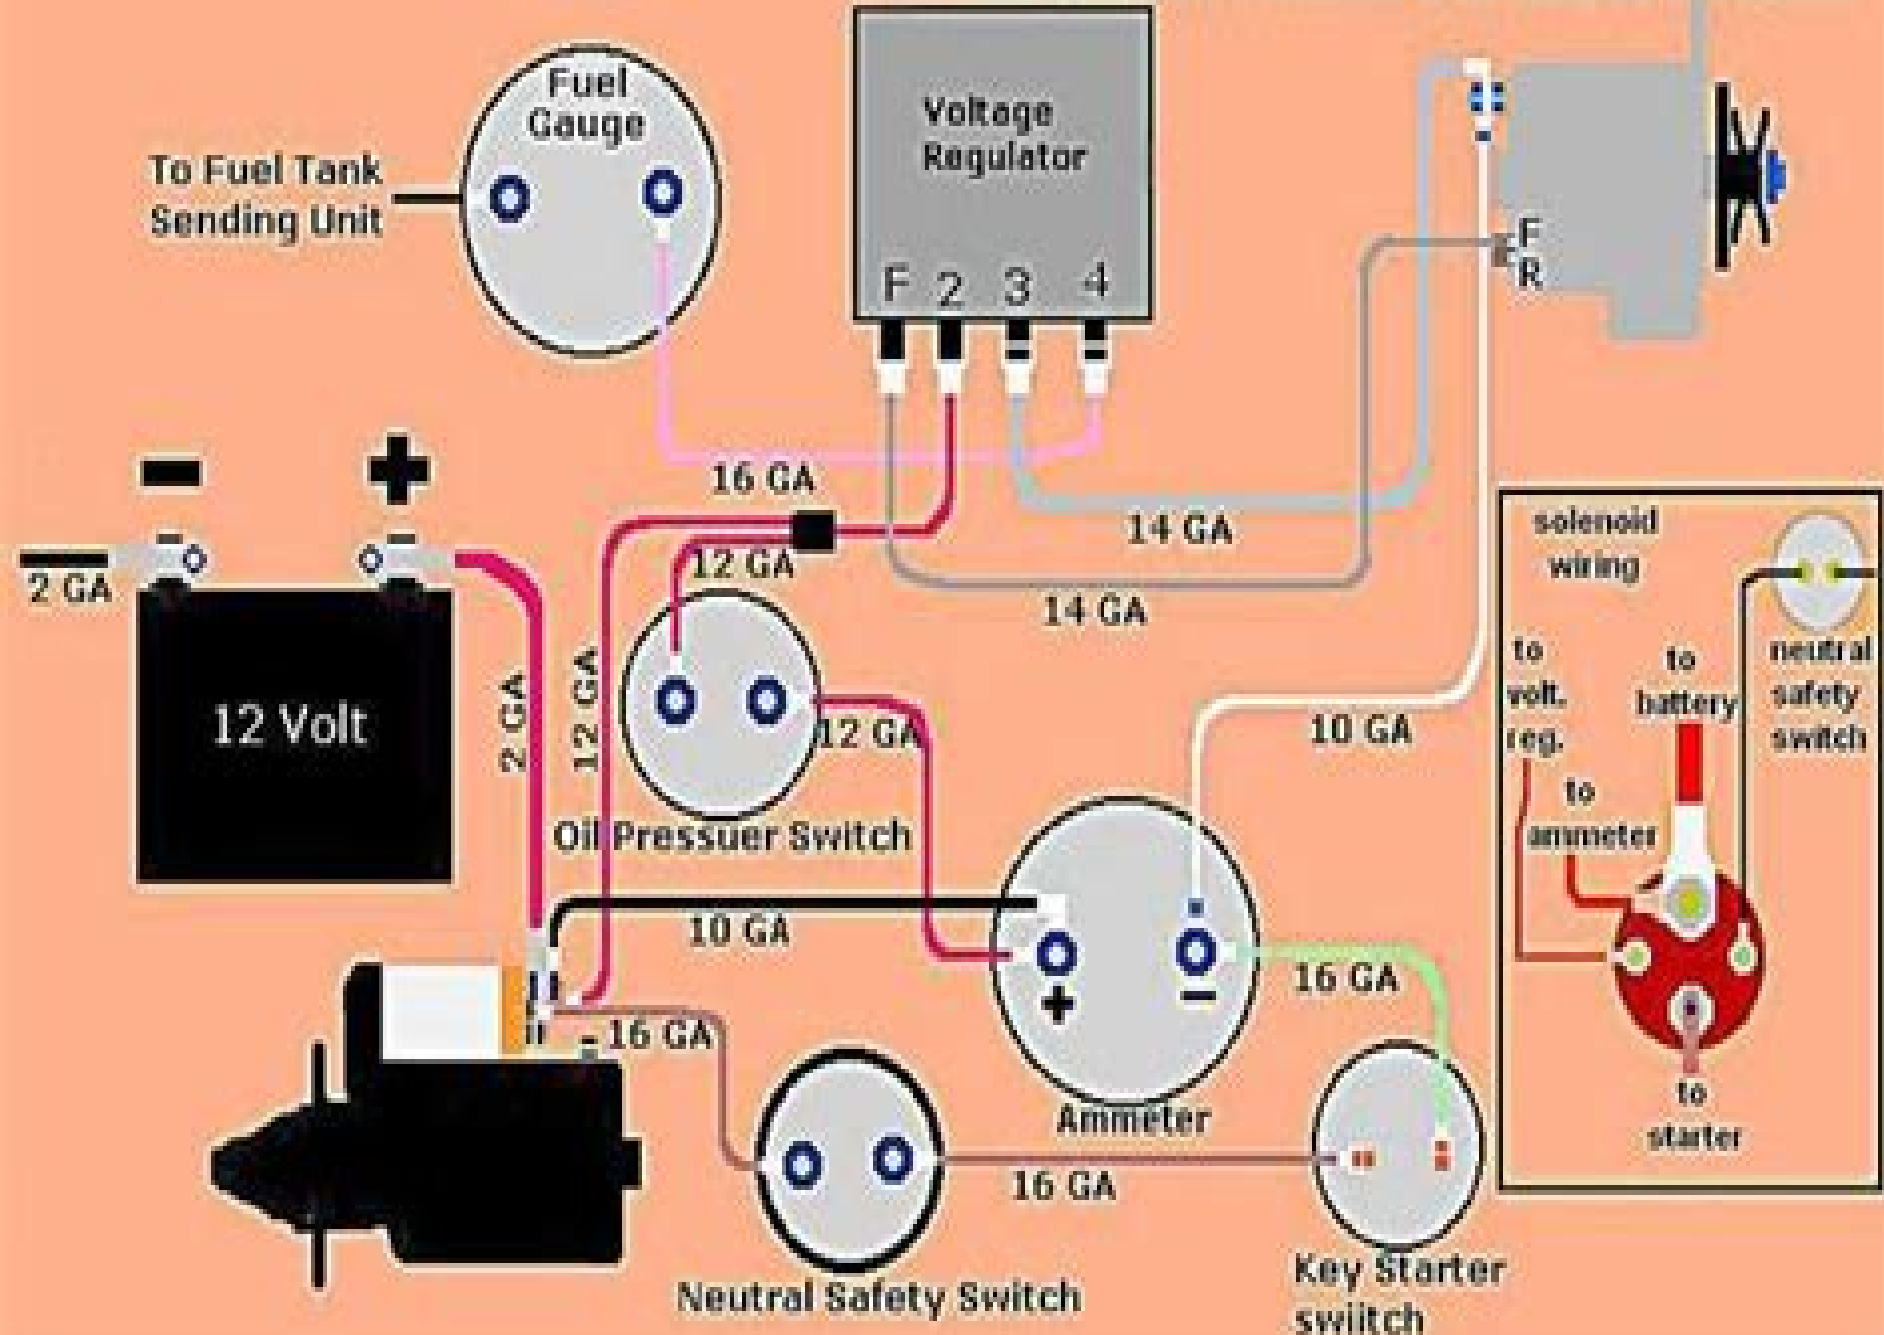 Fuel
Gauge
To Fuel Tank
Sending Unit
Voltage
Regulator
F 2 3 4
F
R
- +
16 GA
14 GA
12 GA
14 GA
2 GA
12 Volt
2 GA
12 GA
12 GA
10 GA
Oil Pressuer Switch
10 GA
+ -
16 GA
16 GA
Ammeter
16 GA
Neutral Safety Switch
Key Starter
swiitch
solenoid
wiring
to
volt.
reg.
to
battery
neutral
safety
switch
to
ammeter
to
starter